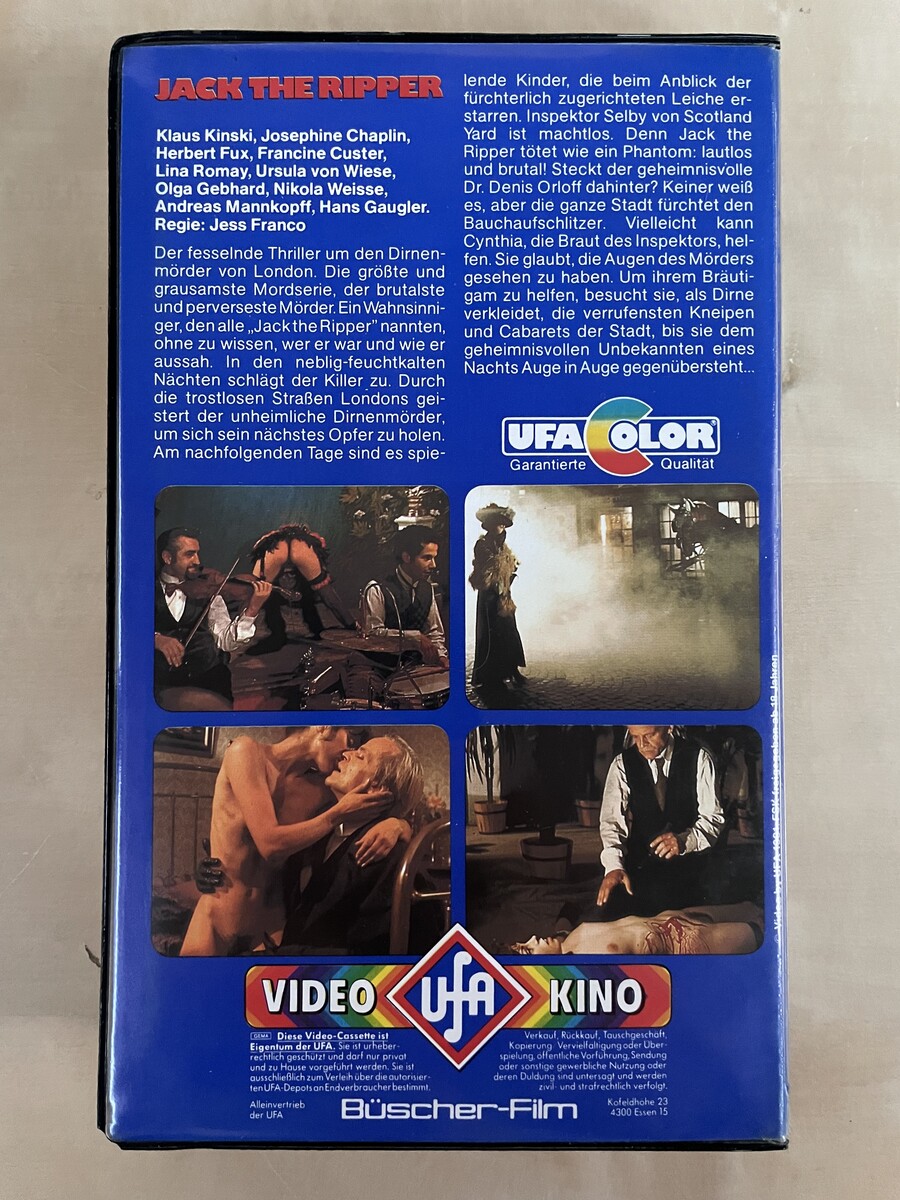 JACK THE RIPPER
Klaus Kinski, Josephine Chaplin,
Herbert Fux, Francine Custer,
Lina Romay, Ursula von Wiese,
Olga Gebhard, Nikola Weisse,
Andreas Mannkopff, Hans Gaugler.
Regie: Jess Franco
Der fesselnde Thriller um den Dirnen-
mörder von London. Die größte und
grausamste Mordserie, der brutalste
und perverseste Mörder. Ein Wahnsinni-
ger, den alle „Jack the Ripper" nannten,
ohne zu wissen, wer er war und wie er
aussah. In den neblig-feuchtkalten
Nächten schlägt der Killer zu. Durch
die trostlosen Straßen Londons gei-
stert der unheimliche Dirnenmörder,
um sich sein nächstes Opfer zu holen.
Am nachfolgenden Tage sind es spie-
lende Kinder, die beim Anblick der
fürchterlich zugerichteten Leiche er-
starren. Inspektor Selby von Scotland
Yard ist machtlos. Denn Jack the
Ripper tötet wie ein Phantom: lautlos
und brutal! Steckt der geheimnisvolle
Dr. Denis Orloff dahinter? Keiner weiß
es, aber die ganze Stadt fürchtet den
Bauchaufschlitzer. Vielleicht kann
Cynthia, die Braut des Inspektors, hel-
fen. Sie glaubt, die Augen des Mörders
gesehen zu haben. Um ihrem Bräuti-
gam zu helfen, besucht sie, als Dirne
verkleidet, die verrufensten Kneipen
und Cabarets der Stadt, bis sie dem
geheimnisvollen Unbekannten eines
Nachts Auge in Auge gegenübersteht...
UFA COLOR®
Garantierte Qualität
© Video by UFA 1984 FSK freigegeben ab 18 Jahren
VIDEO UFA KINO
GEMA Diese Video-Cassette ist
Eigentum der UFA. Sie ist urheber-
rechtlich geschützt und darf nur privat
und zu Hause vorgeführt werden. Sie ist
ausschließlich zum Verleih über die autorisier-
ten UFA-Depots an Endverbraucher bestimmt.
Verkauf, Rückkauf, Tauschgeschäft,
Kopierung, Vervielfältigung oder Über-
spielung, öffentliche Vorführung, Sendung
oder sonstige gewerbliche Nutzung oder
deren Duldung sind untersagt und werden
zivil- und strafrechtlich verfolgt.
Alleinvertrieb
der UFA
Büscher-Film
Kofeldhöhe 23
4300 Essen 15